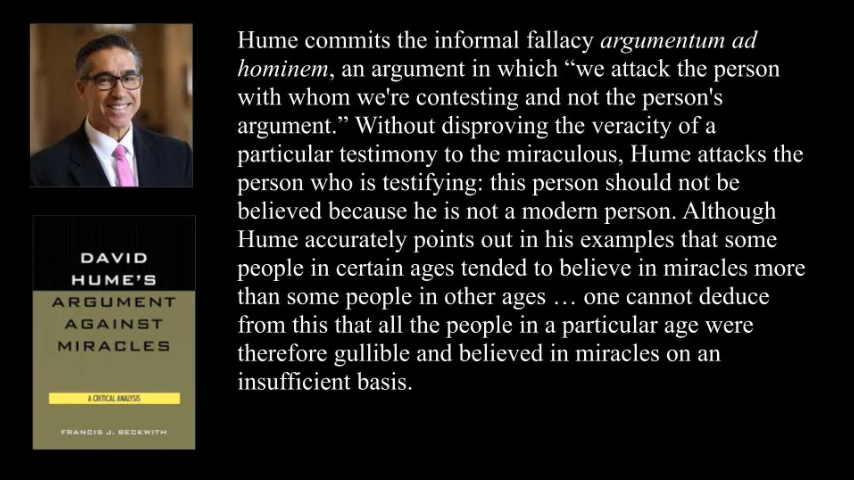 Hume commits the informal fallacy argumentum ad
hominem, an argument in which “we attack the person
with whom we're contesting and not the person's
argument.” Without disproving the veracity of a
particular testimony to the miraculous, Hume attacks the
person who is testifying: this person should not be
believed because he is not a modern person. Although
Hume accurately points out in his examples that some
people in certain ages tended to believe in miracles more
than some people in other ages … one cannot deduce
from this that all the people in a particular age were
therefore gullible and believed in miracles on an
insufficient basis.
DAVID
HUME'S
ARGUMENT
AGAINST
MIRACLES
A CRITICAL ANALYSIS
FRANCIS J. BECKWITH